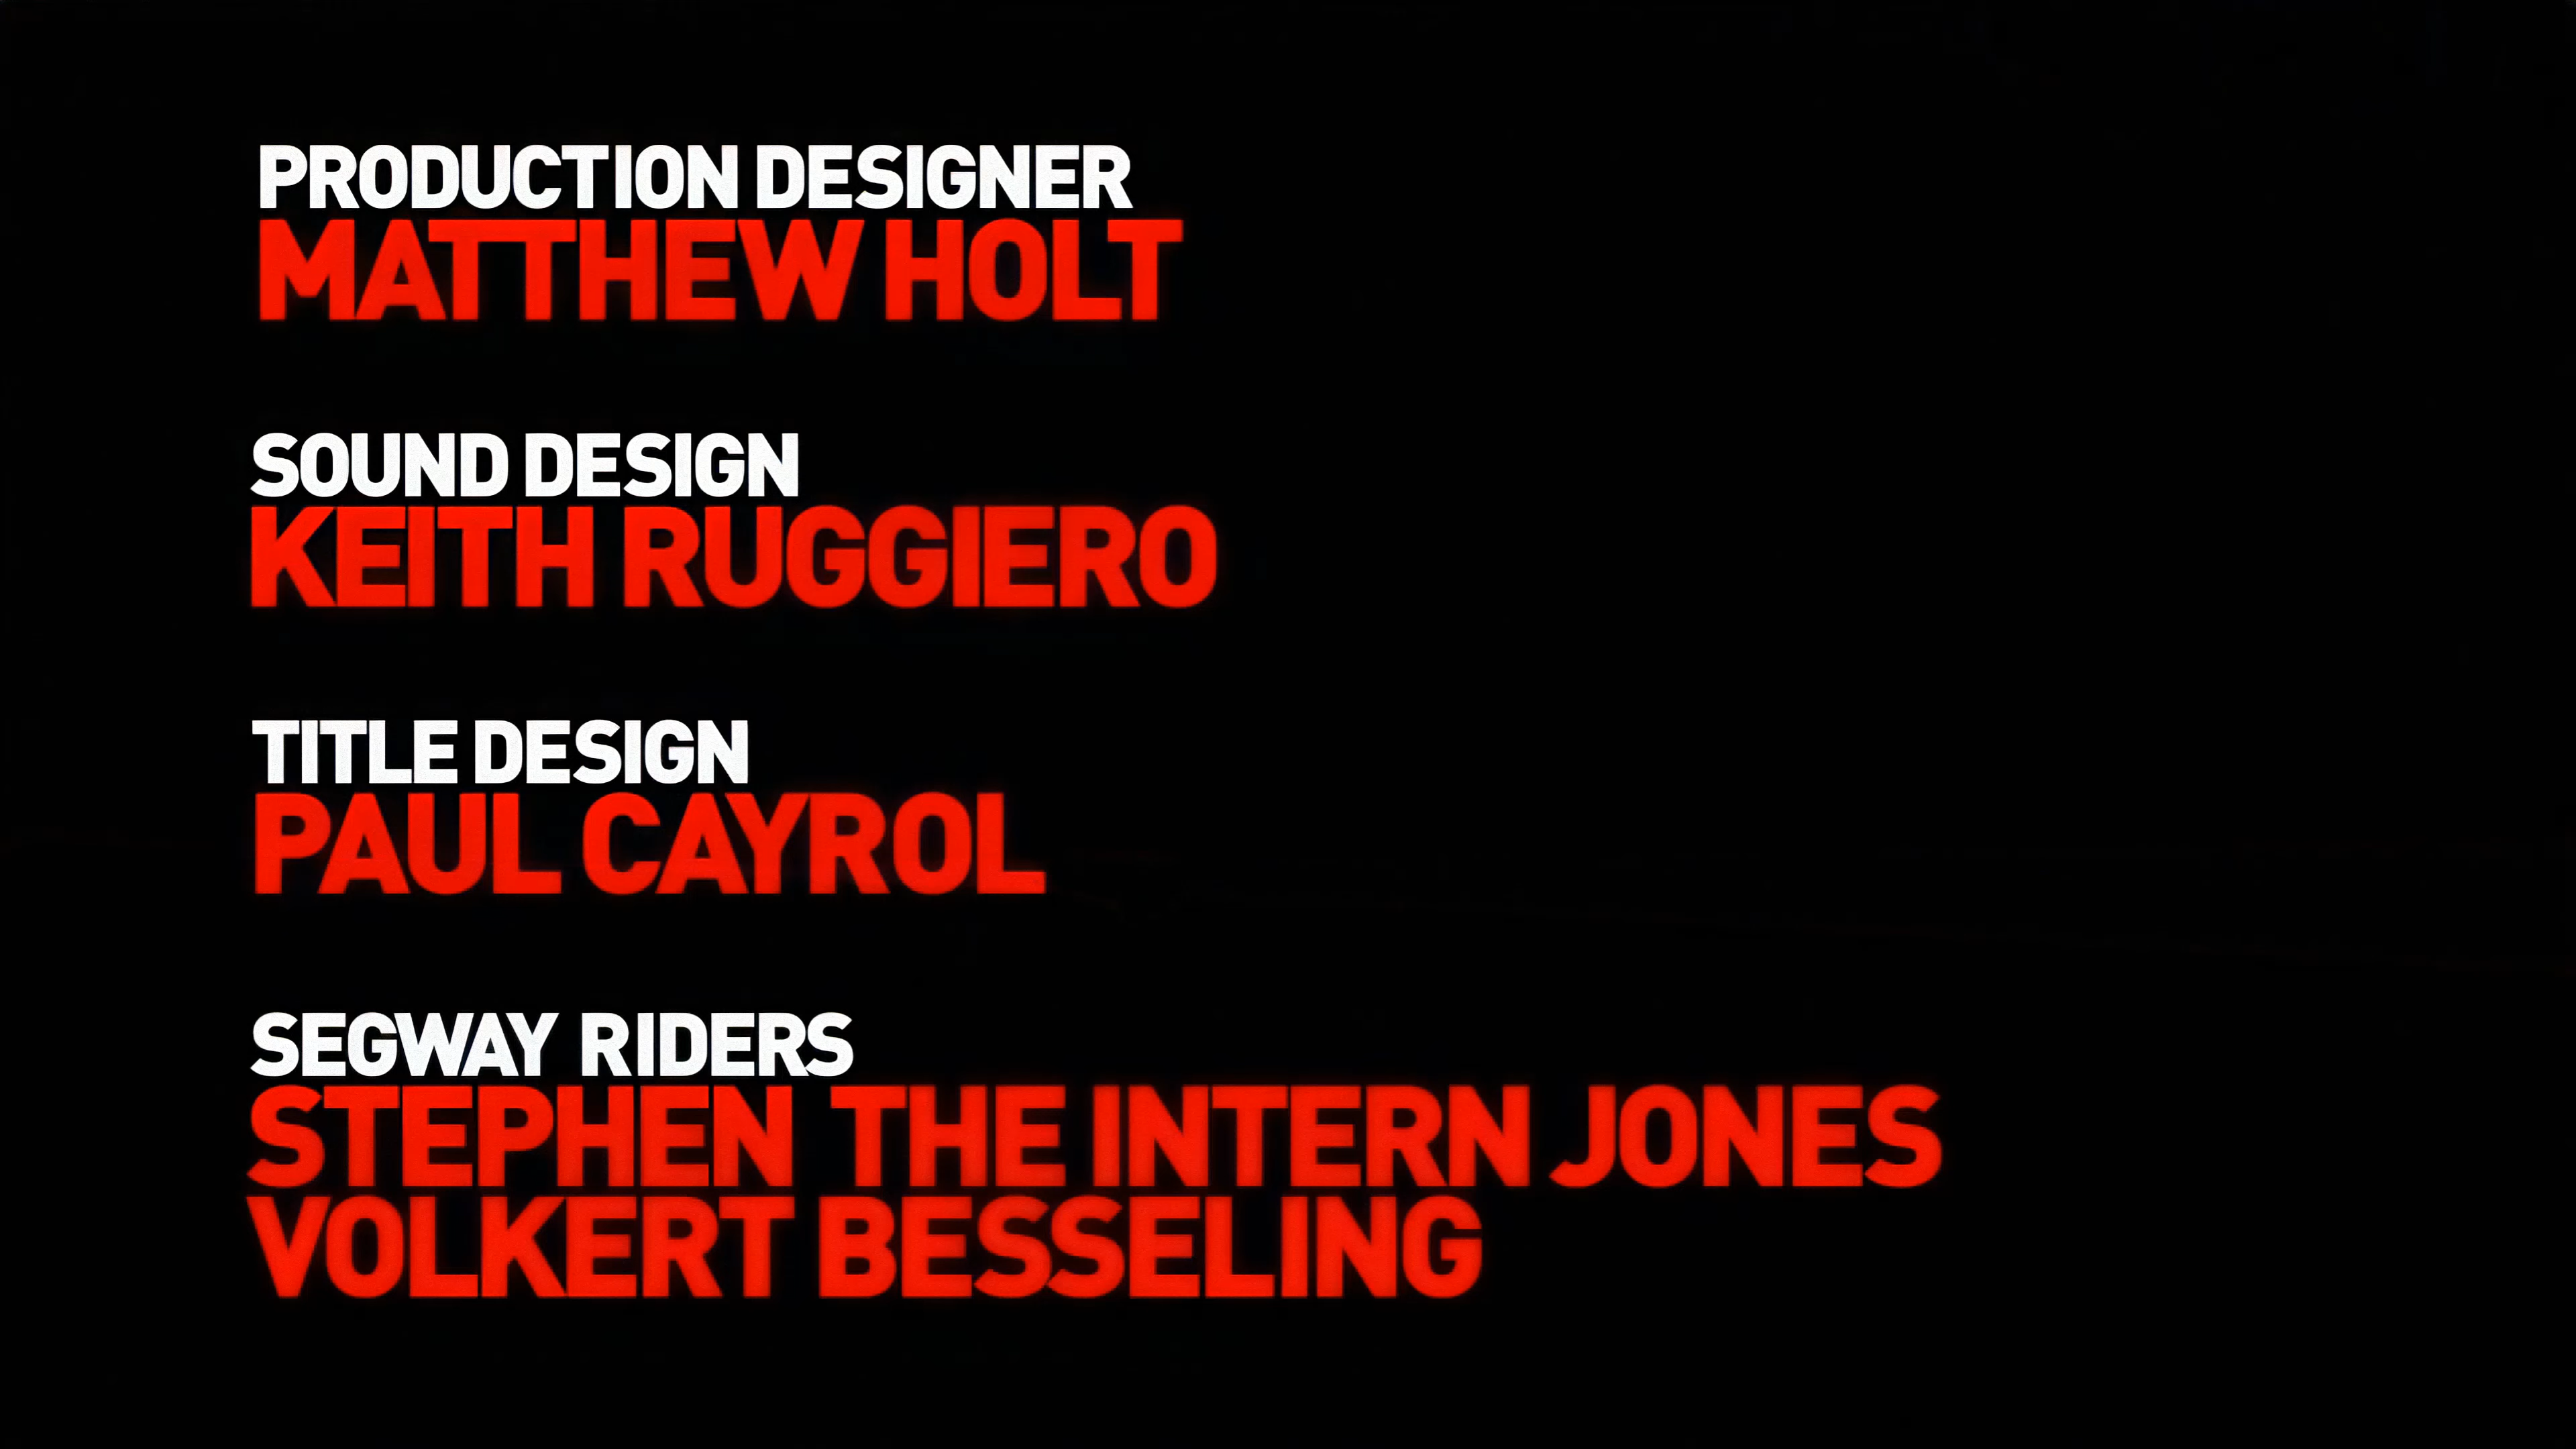 PRODUCTION DESIGNER
MATTHEW HOLT
SOUND DESIGN
KEITH RUGGIERO
TITLE DESIGN
PAUL CAYROL
SEGWAY RIDERS
STEPHEN THE INTERN JONES
VOLKERT BESSELING